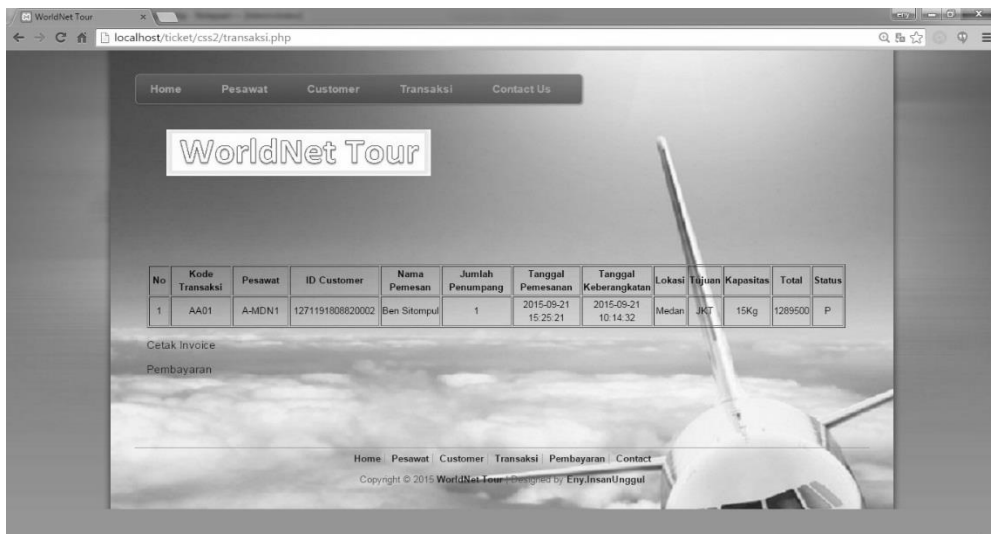 WorldNet Tour
Eny
localhost/ticket/css2/transaksi.php
Home Pesawat Customer Transaksi Contact Us
WorldNet Tour
No Kode Transaksi Pesawat ID Customer Nama Pemesan Jumlah Penumpang Tanggal Pemesanan Tanggal Keberangkatan Lokasi Tujuan Kapasitas Total Status
1 AA01 A-MDN1 1271191808820002 Ben Sitompul 1 2015-09-21 15:25:21 2015-09-21 10:14:32 Medan JKT 15Kg 1289500 P
Cetak Invoice
Pembayaran
Home | Pesawat | Customer | Transaksi | Pembayaran | Contact
Copyright © 2015 WorldNet Tour | Designed by Eny.InsanUnggul